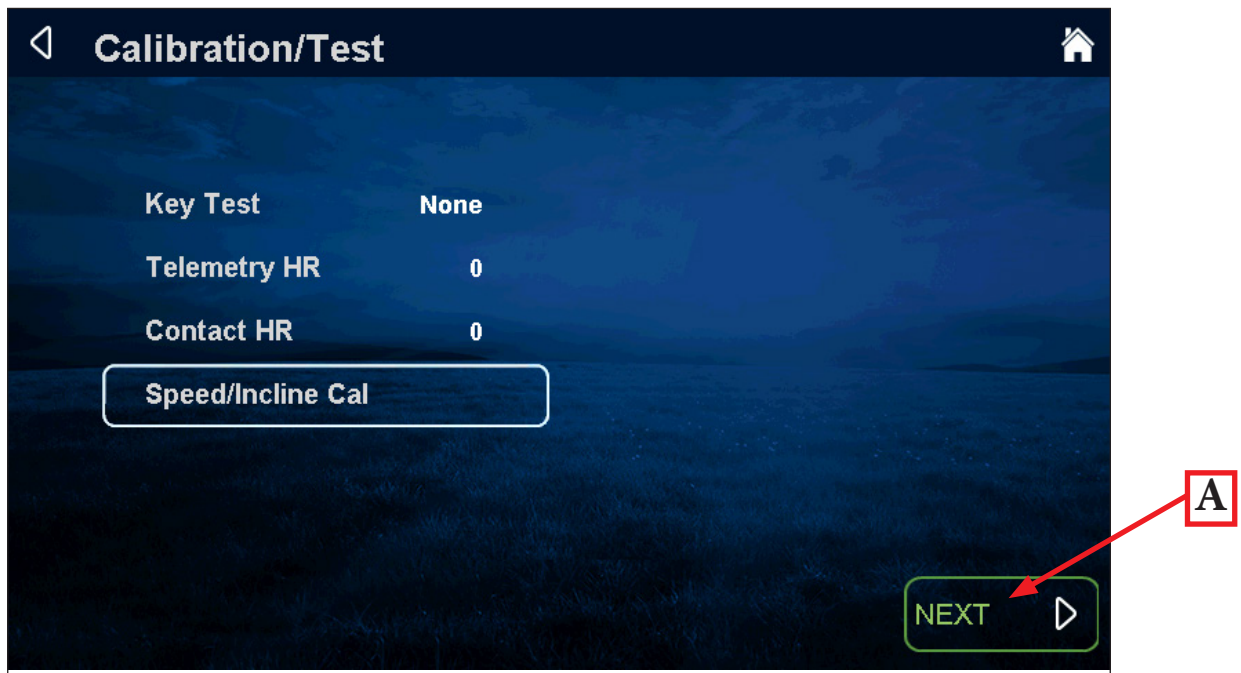 Calibration/Test
Key Test None
Telemetry HR 0
Contact HR 0
Speed/Incline Cal
A
NEXT